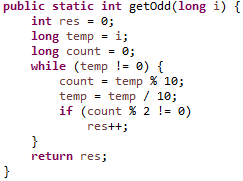 public static int getOdd(long i) {
    int res = 0;
    long temp = i;
    long count = 0;
    while (temp != 0) {
        count = temp % 10;
        temp = temp / 10;
        if (count % 2 != 0)
            res++;
    }
    return res;
}